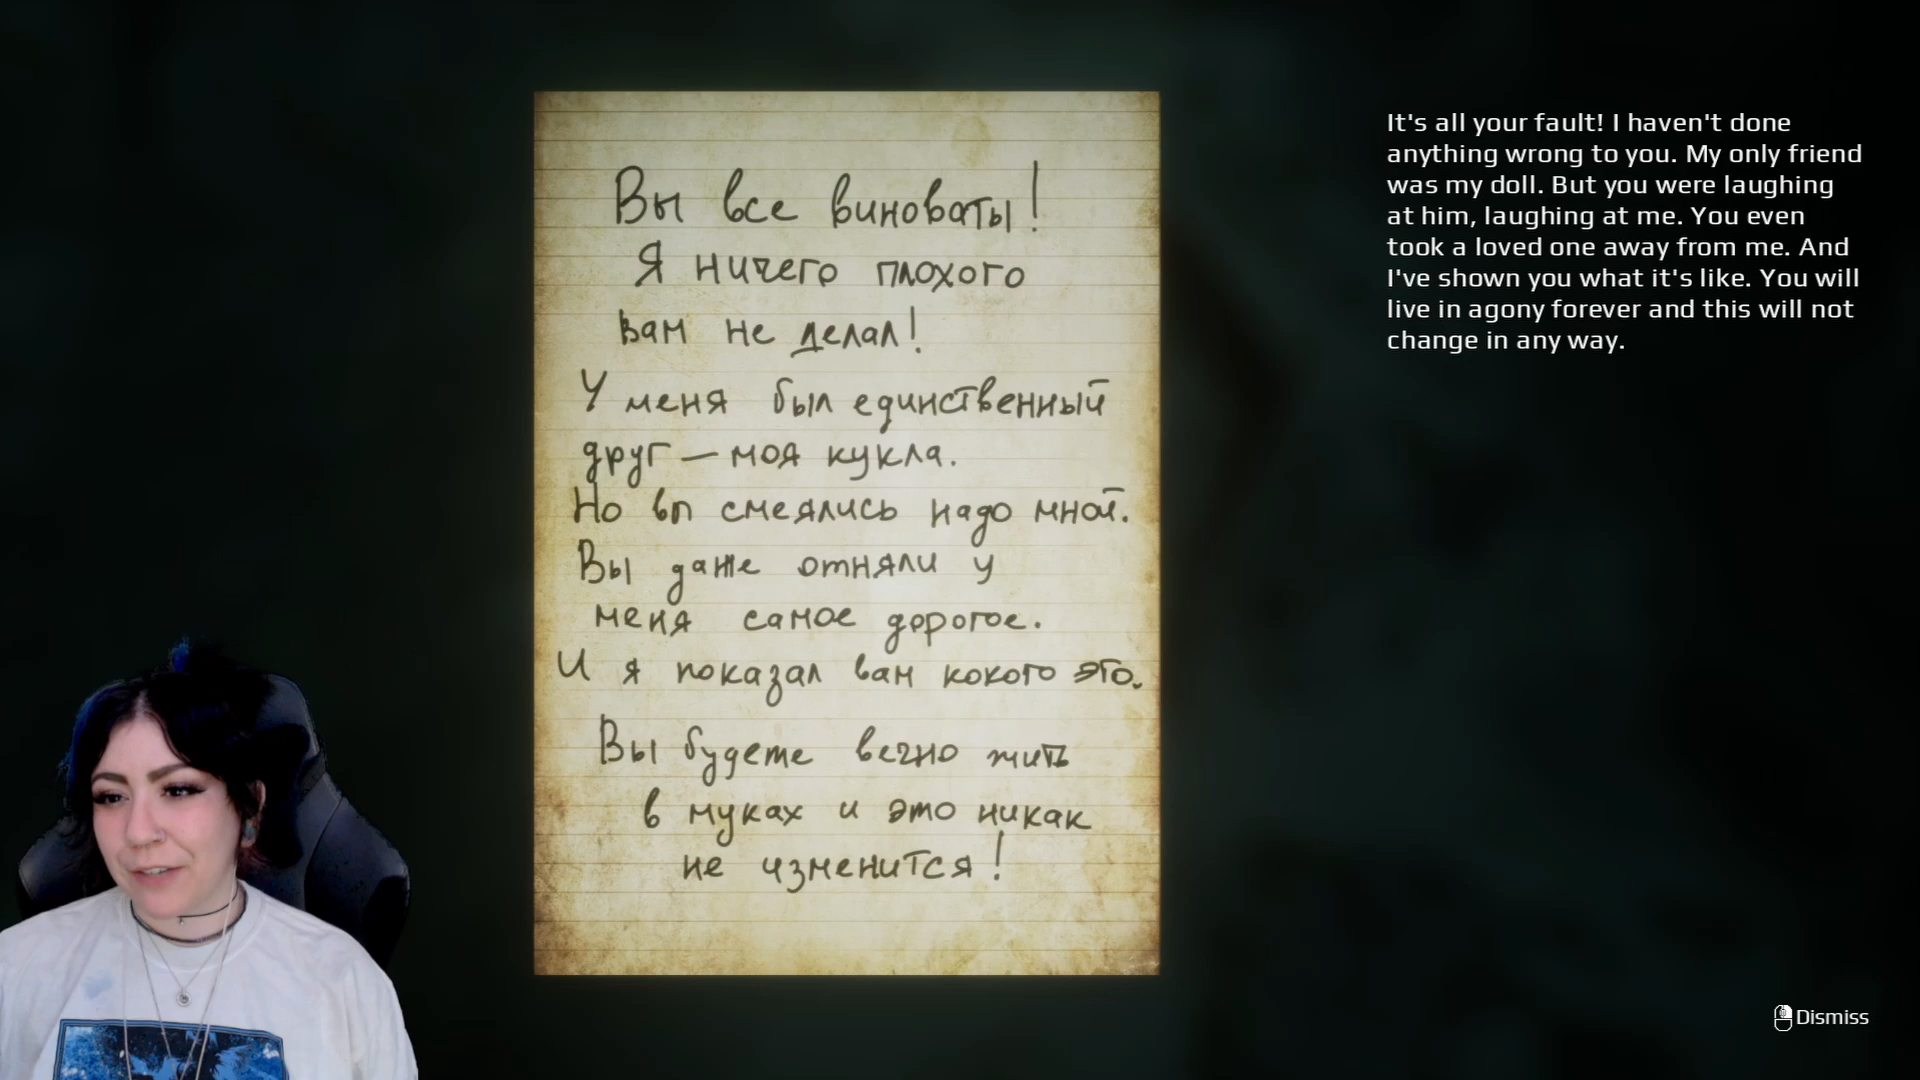 Вы все виноваты!
Я ничего плохого
вам не делал!
У меня был единственный
друг — моя кукла.
Но вы смеялись надо мной.
Вы даже отняли у
меня самое дорогое.
И я показал вам кокого это.
Вы будете вечно жить
в муках и это никак
не изменится!
It's all your fault! I haven't done
anything wrong to you. My only friend
was my doll. But you were laughing
at him, laughing at me. You even
took a loved one away from me. And
I've shown you what it's like. You will
live in agony forever and this will not
change in any way.
Dismiss